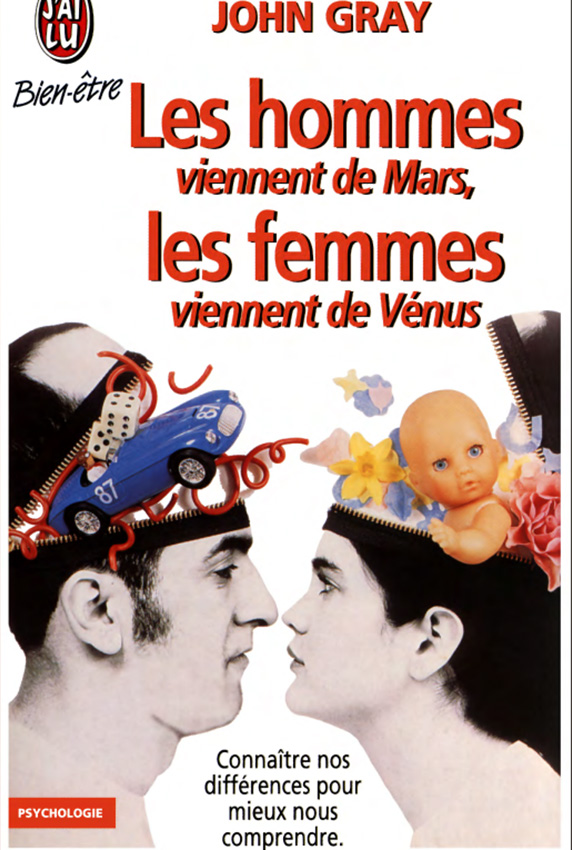 J'AI
LU
JOHN GRAY
Bien-être
Les hommes
viennent de Mars,
les femmes
viennent de Vénus
87
87
Connaître nos
différences pour
mieux nous
comprendre.
PSYCHOLOGIE